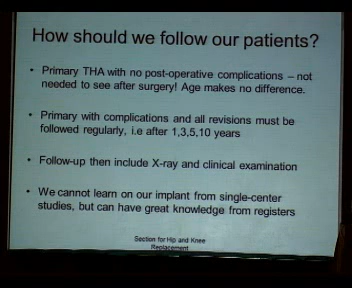 How should we follow our patients?
• Primary THA with no post-operative complications – not
needed to see after surgery! Age makes no difference.
• Primary with complications and all revisions must be
followed regularly, i.e after 1,3,5,10 years
• Follow-up then include X-ray and clinical examination
• We cannot learn on our implant from single-center
studies, but can have great knowledge from registers
Section for Hip and Knee
Replacement